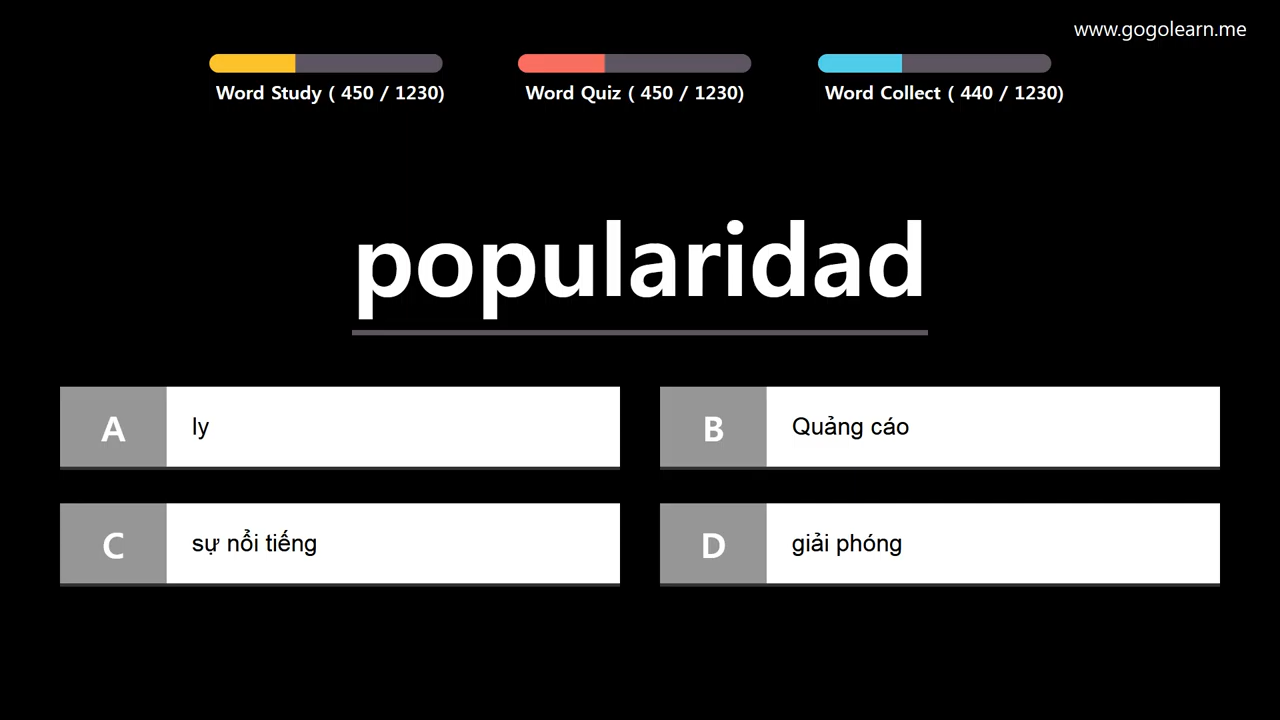 www.gogolearn.me
Word Study ( 450 / 1230)
Word Quiz ( 450 / 1230)
Word Collect ( 440 / 1230)
popularidad
A ly
B Quảng cáo
C sự nổi tiếng
D giải phóng